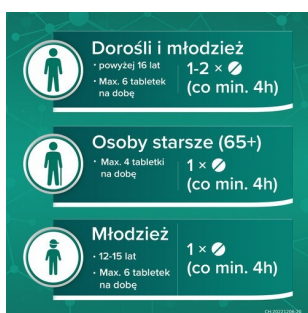 Dorośli i młodzież
• powyżej 16 lat
• Max. 6 tabletek
na dobę
1-2 ×
(co min. 4h)
Osoby starsze (65+)
• Max. 4 tabletki
na dobę
1 ×
(co min. 4h)
Młodzież
• 12-15 lat
• Max. 6 tabletek
na dobę
1 ×
(co min. 4h)